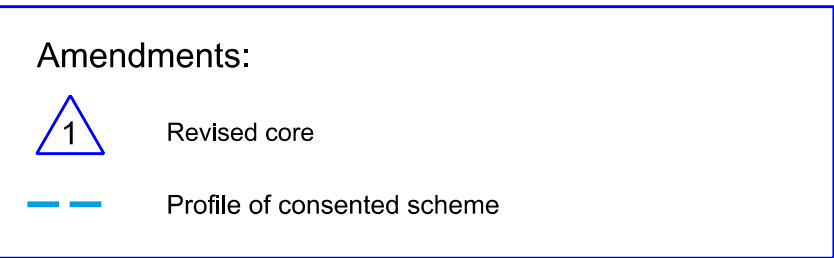 Amendments:
1 Revised core
Profile of consented scheme